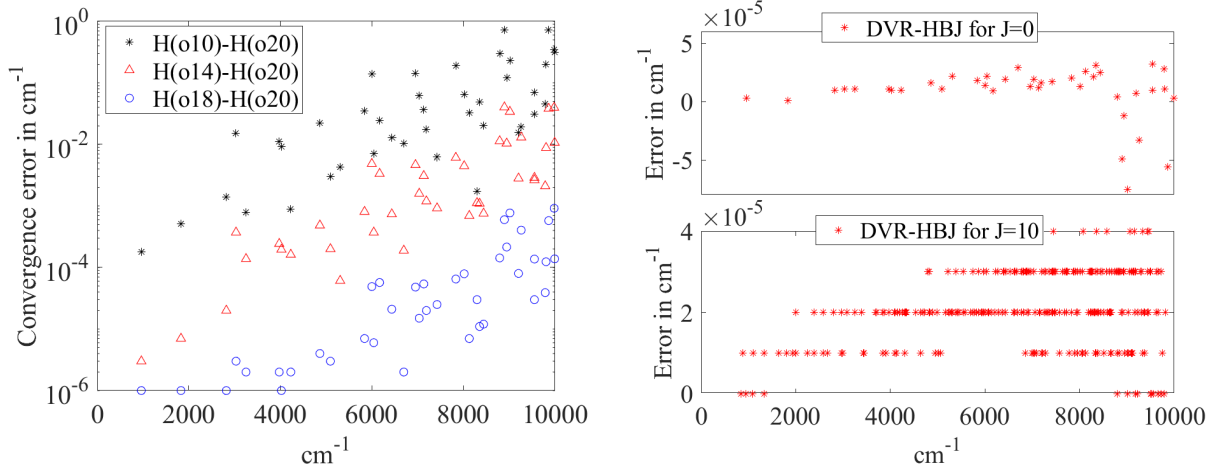 Convergence error in cm⁻¹
10⁰
10⁻²
10⁻⁴
10⁻⁶
H(o10)-H(o20)
H(o14)-H(o20)
H(o18)-H(o20)
0 2000 4000 6000 8000 10000
cm⁻¹
×10⁻⁵
DVR-HBJ for J=0
Error in cm⁻¹
5
0
-5
×10⁻⁵
DVR-HBJ for J=10
Error in cm⁻¹
4
2
0
0 2000 4000 6000 8000 10000
cm⁻¹